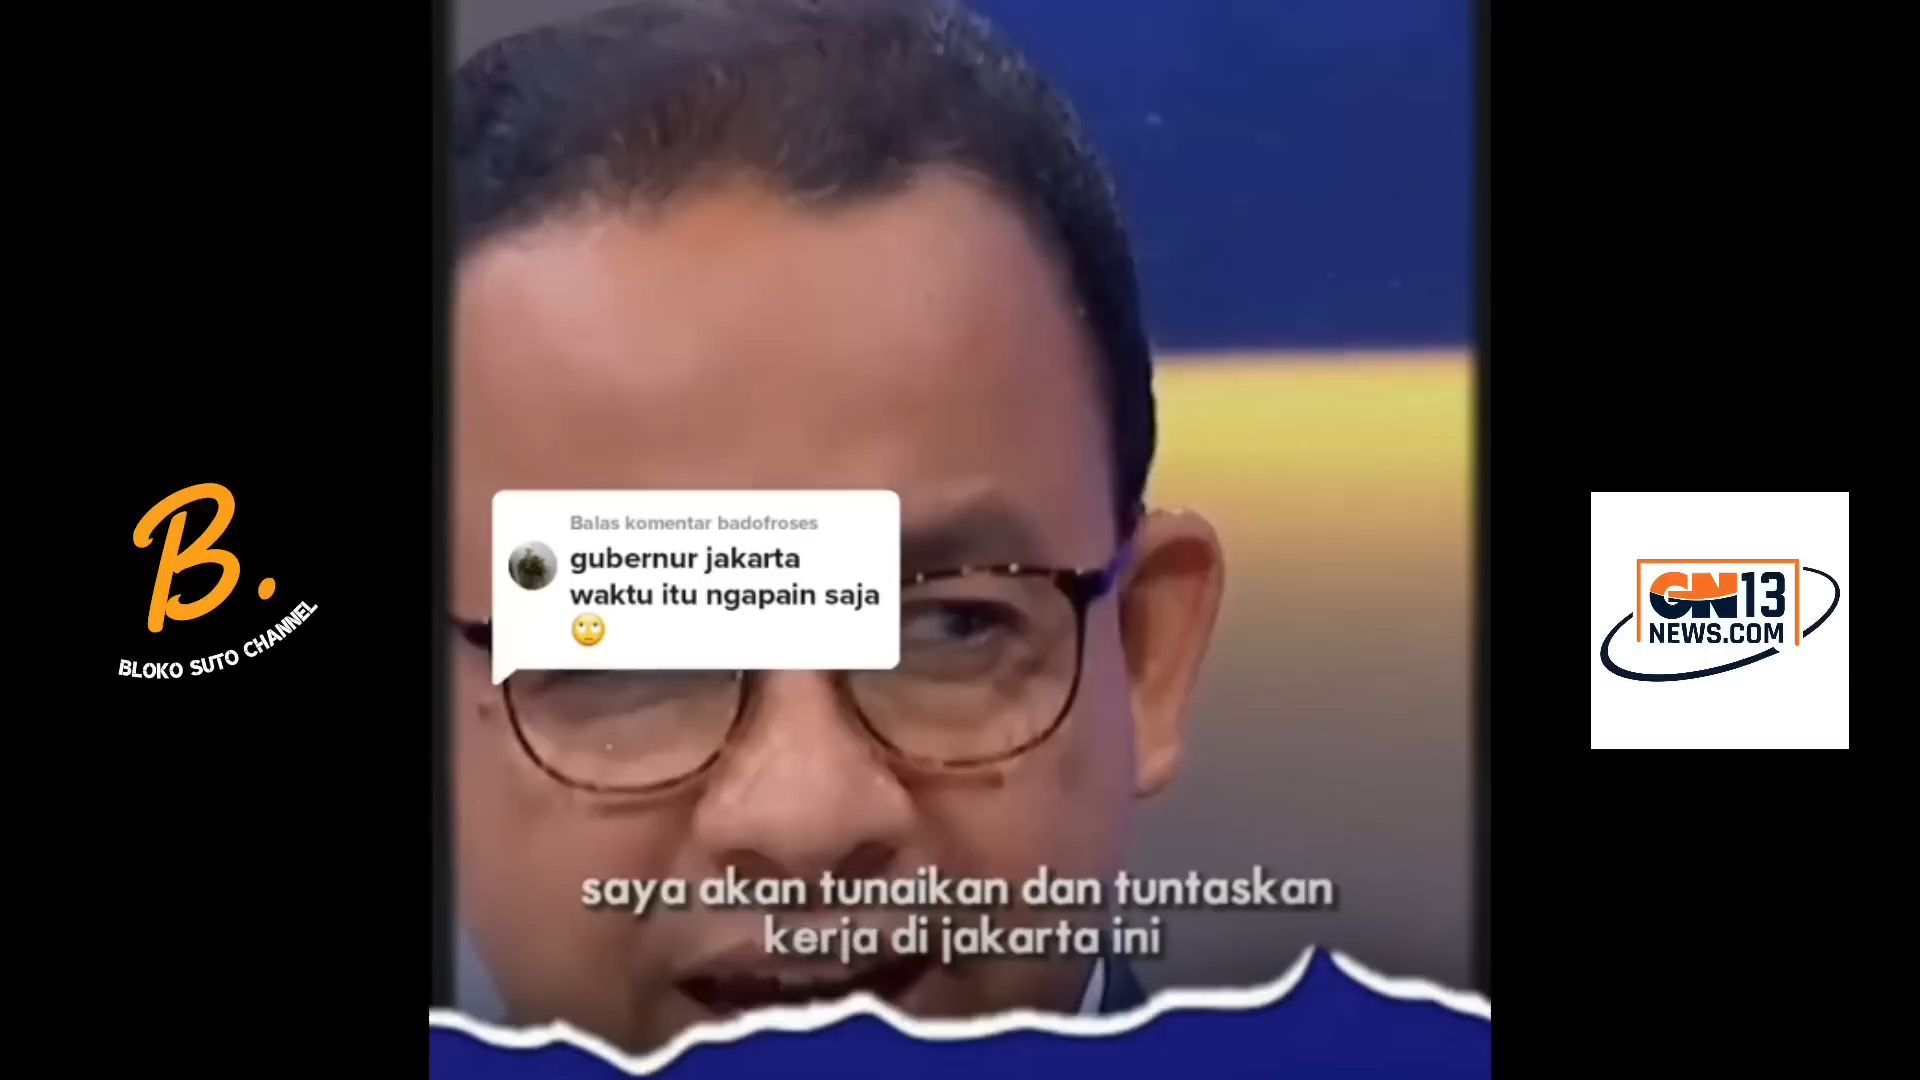 Balas komentar badofroses
gubernur jakarta
waktu itu ngapain saja
🙄
B.
BLOKO SUTO CHANNEL
GN13
NEWS.COM
saya akan tunaikan dan tuntaskan
kerja di jakarta ini